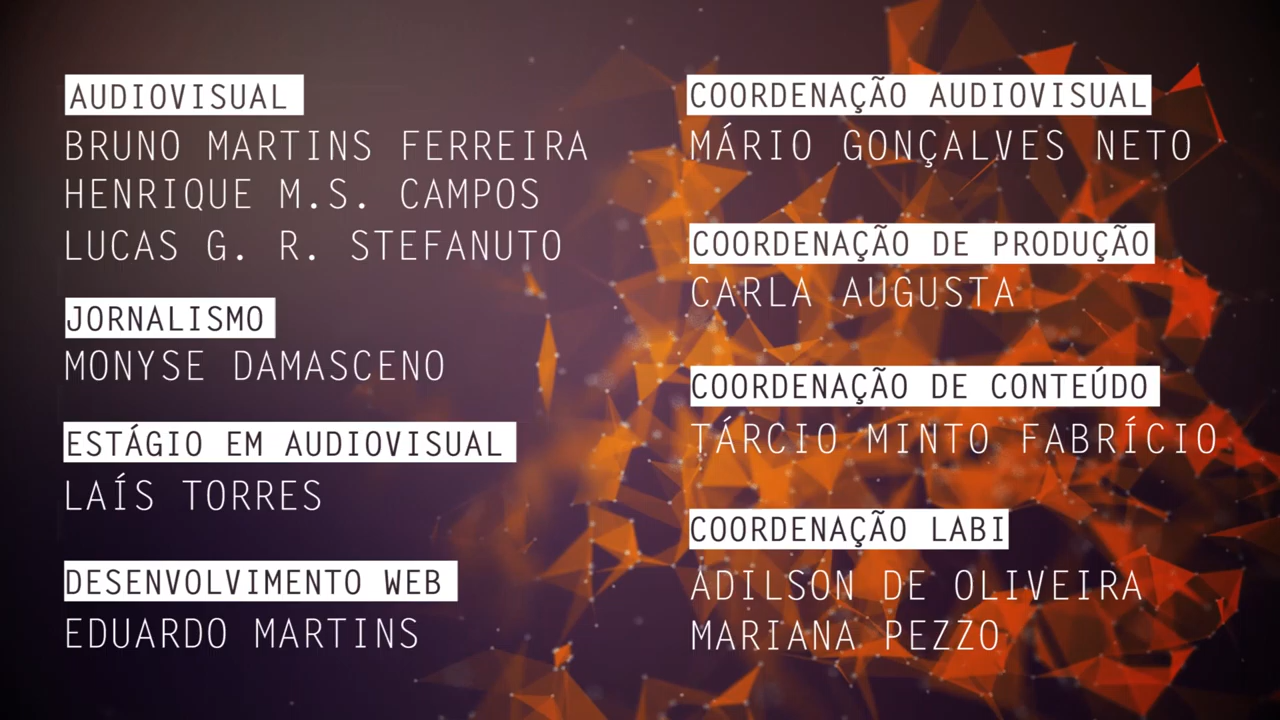 AUDIOVISUAL
BRUNO MARTINS FERREIRA
HENRIQUE M.S. CAMPOS
LUCAS G. R. STEFANUTO
JORNALISMO
MONYSE DAMASCENO
ESTÁGIO EM AUDIOVISUAL
LAÍS TORRES
DESENVOLVIMENTO WEB
EDUARDO MARTINS
COORDENAÇÃO AUDIOVISUAL
MÁRIO GONÇALVES NETO
COORDENAÇÃO DE PRODUÇÃO
CARLA AUGUSTA
COORDENAÇÃO DE CONTEÚDO
TÁRCIO MINTO FABRÍCIO
COORDENAÇÃO LABI
ADILSON DE OLIVEIRA
MARIANA PEZZO